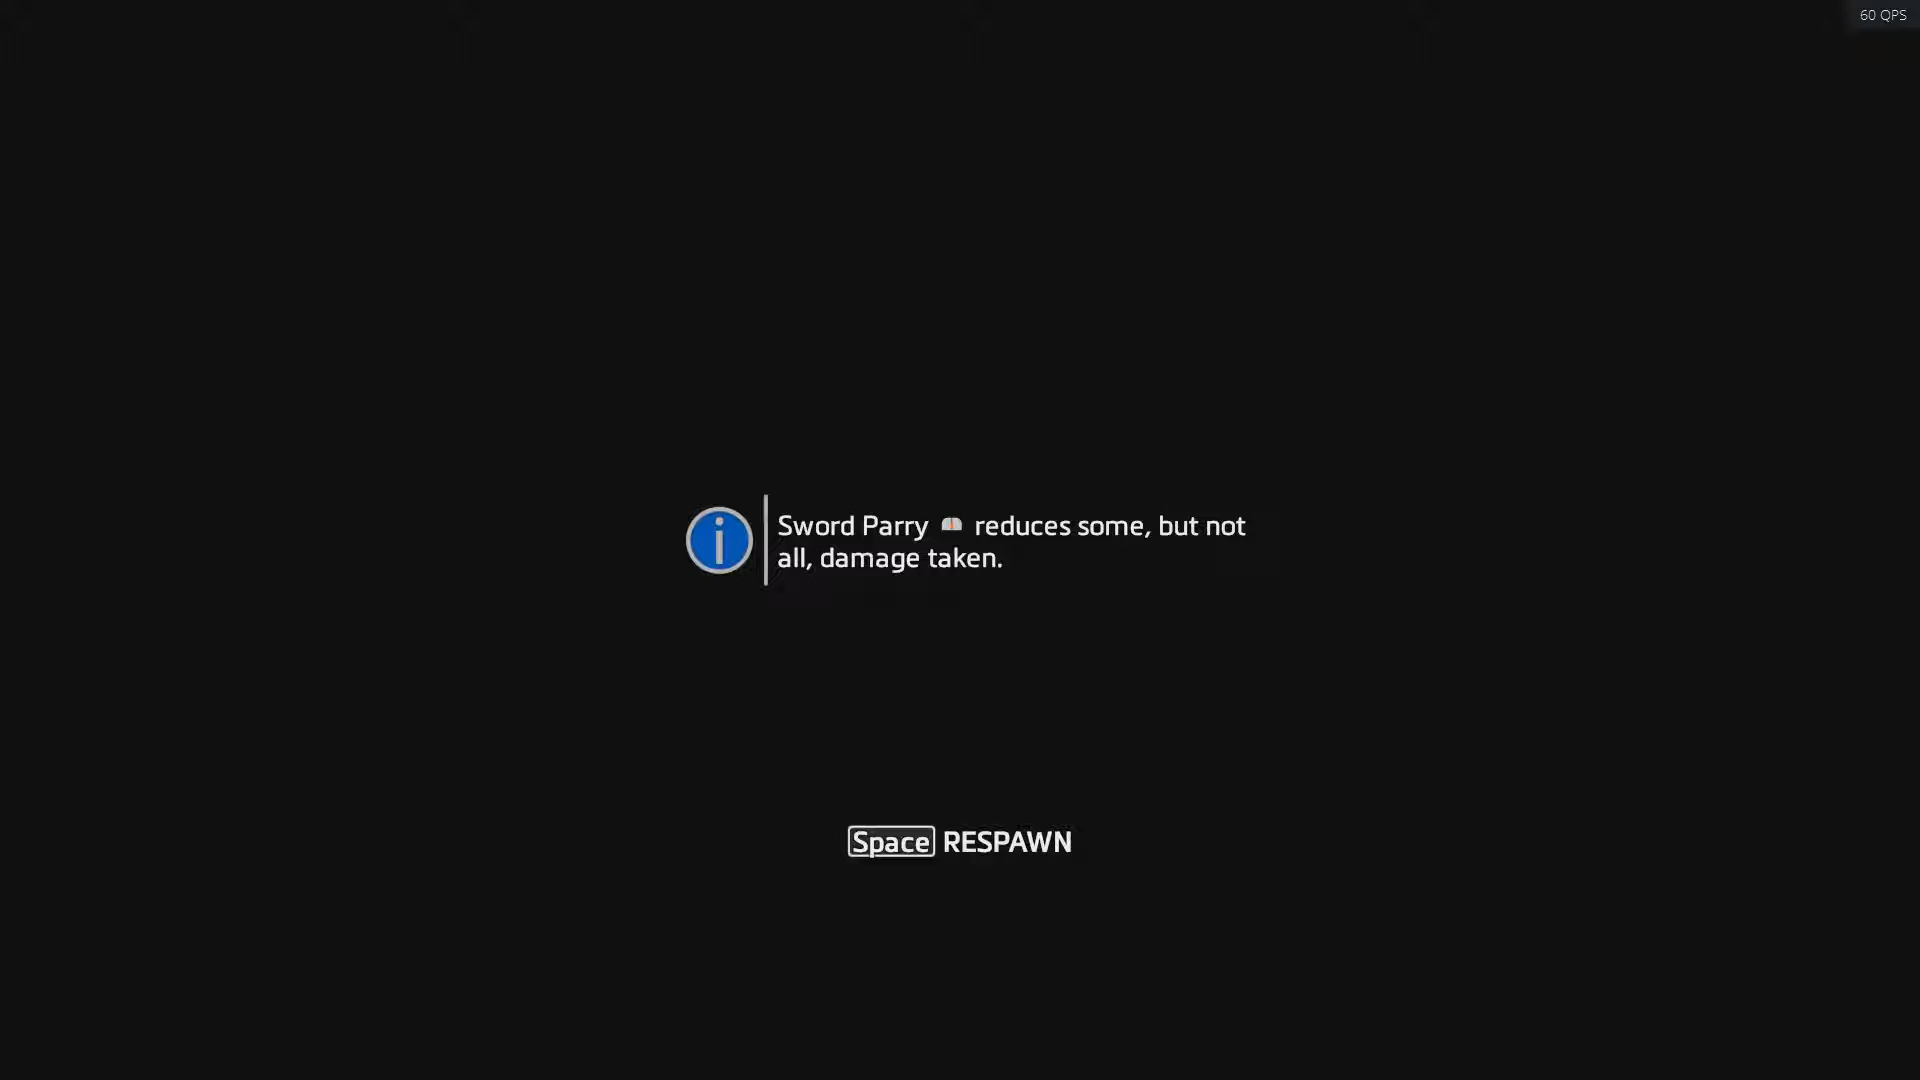 60 QPS
Sword Parry reduces some, but not
all, damage taken.
Space RESPAWN